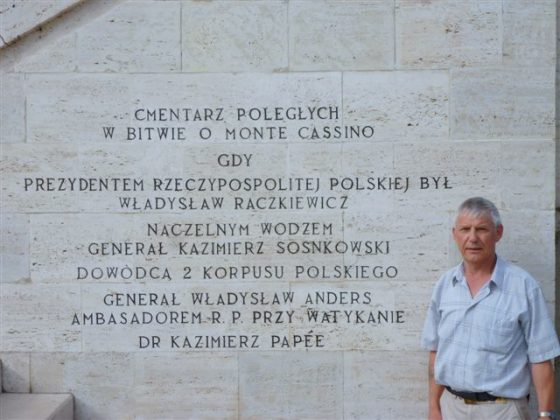 CMENTARZ POLEGŁYCH
W BITWIE O MONTE CASSINO
GDY
PREZYDENTEM RZECZYPOSPOLITEJ POLSKIEJ BYŁ
WŁADYSŁAW RACZKIEWICZ
NACZELNYM WODZEM
GENERAŁ KAZIMIERZ SOSNKOWSKI
DOWÓDCA 2 KORPUSU POLSKIEGO
GENERAŁ WŁADYSŁAW ANDERS
AMBASADOREM R. P. PRZY WATYKANIE
DR KAZIMIERZ PAPÉE